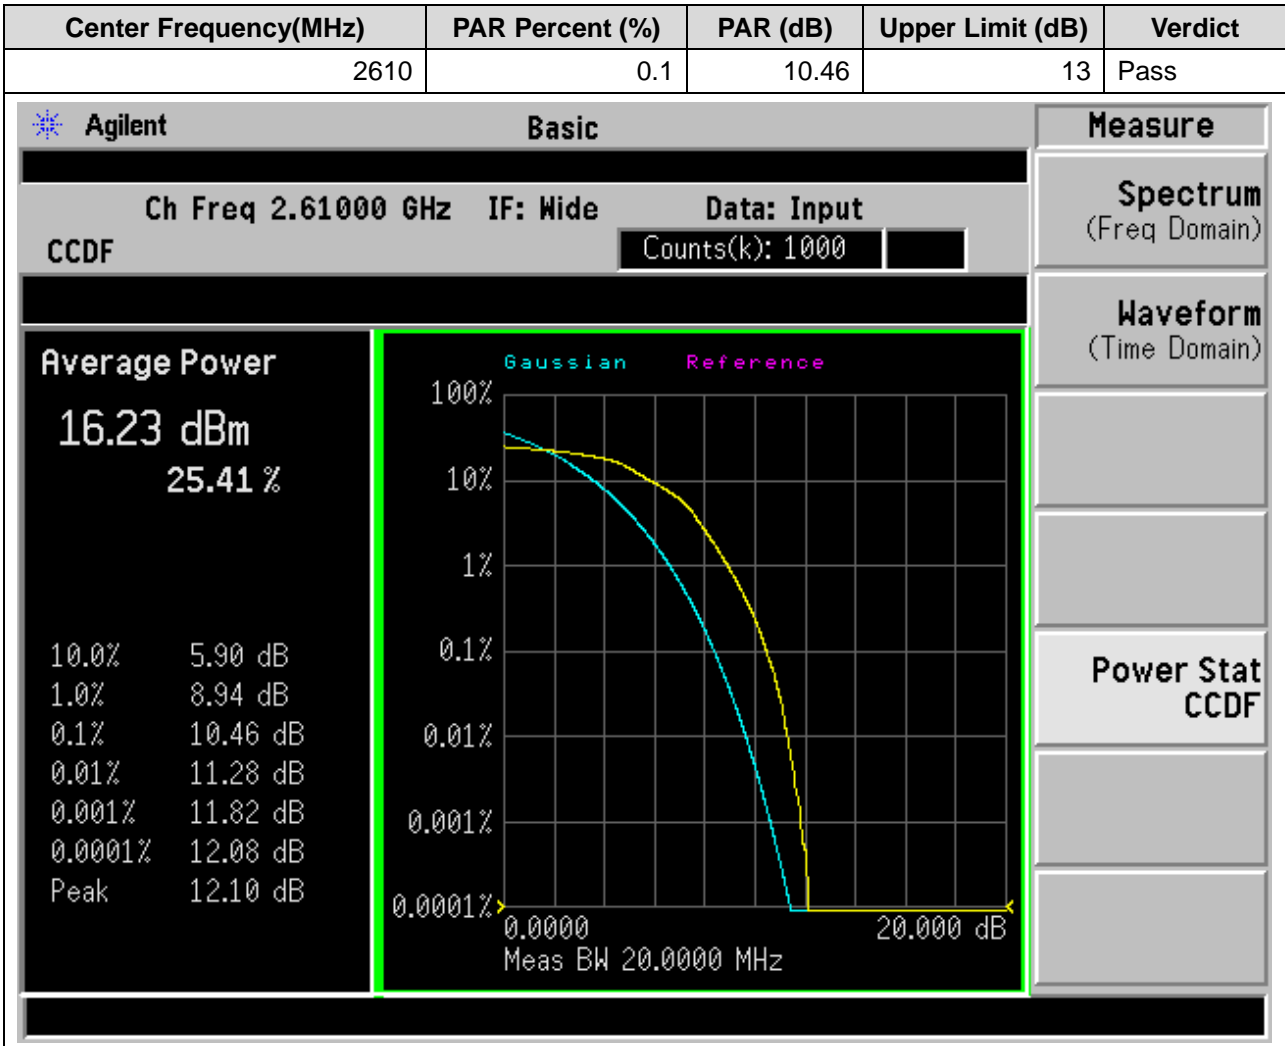 Center Frequency(MHz) PAR Percent (%) PAR (dB) Upper Limit (dB) Verdict
2610 0.1 10.46 13 Pass
Agilent Basic Measure
Ch Freq 2.61000 GHz IF: Wide Data: Input
CCDF Counts(k): 1000
Spectrum
(Freq Domain)
Waveform
(Time Domain)
Power Stat
CCDF
Average Power
16.23 dBm
25.41 %
10.0% 5.90 dB
1.0% 8.94 dB
0.1% 10.46 dB
0.01% 11.28 dB
0.001% 11.82 dB
0.0001% 12.08 dB
Peak 12.10 dB
Gaussian Reference
100%
10%
1%
0.1%
0.01%
0.001%
0.0001%
0.0000 20.000 dB
Meas BW 20.0000 MHz